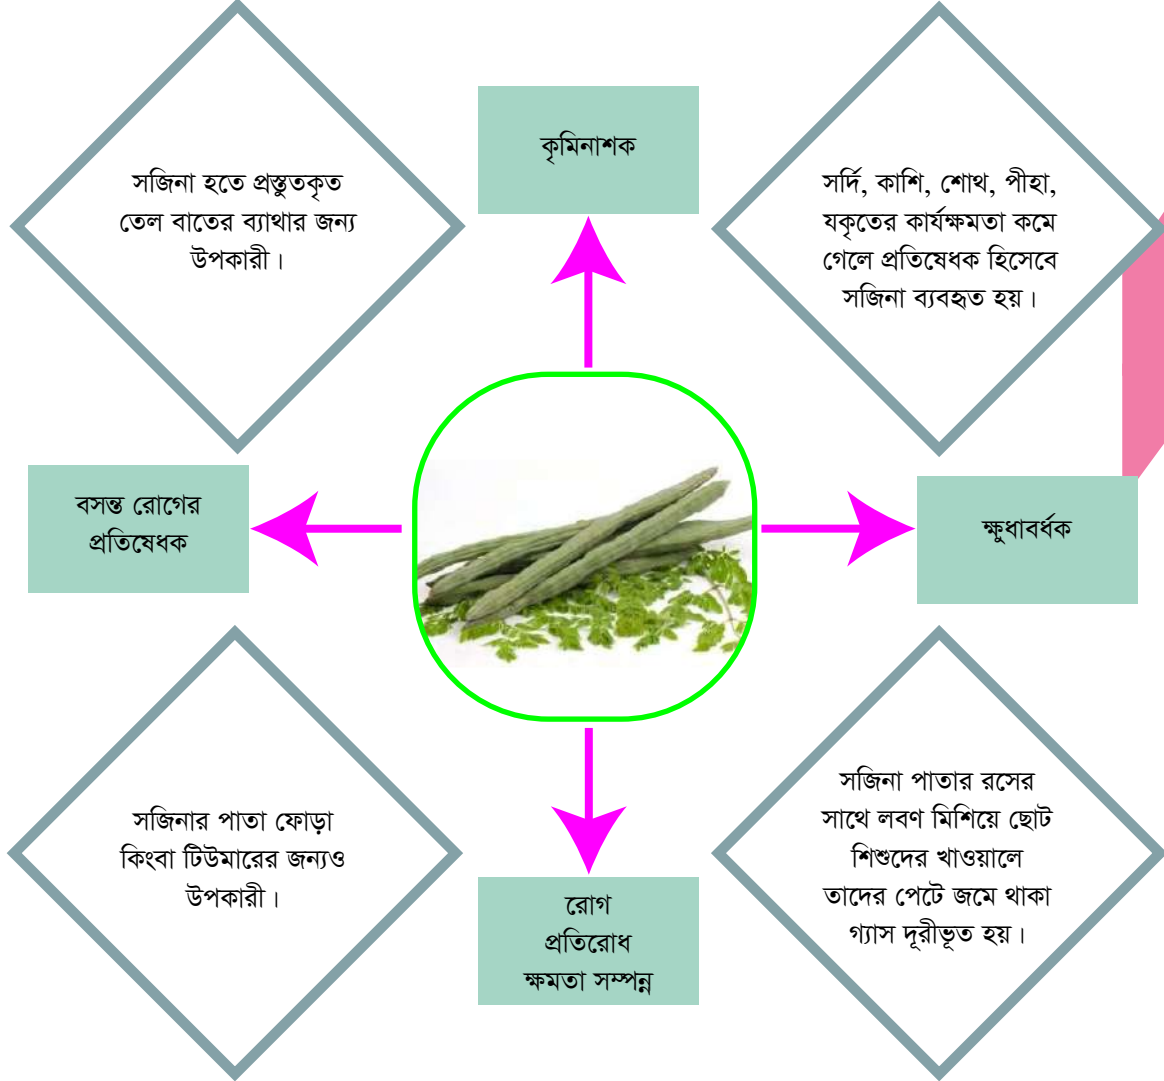 সজিনা হতে প্রস্তুতকৃত
তেল বাতের ব্যাথার জন্য
উপকারী।
কৃমিনাশক
সর্দি, কাশি, শোথ, পীহা,
যকৃতের কার্যক্ষমতা কমে
গেলে প্রতিষেধক হিসেবে
সজিনা ব্যবহৃত হয়।
বসন্ত রোগের
প্রতিষেধক
ক্ষুধাবর্ধক
সজিনার পাতা ফোড়া
কিংবা টিউমারের জন্যও
উপকারী।
রোগ
প্রতিরোধ
ক্ষমতা সম্পন্ন
সজিনা পাতার রসের
সাথে লবণ মিশিয়ে ছোট
শিশুদের খাওয়ালে
তাদের পেটে জমে থাকা
গ্যাস দূরীভূত হয়।